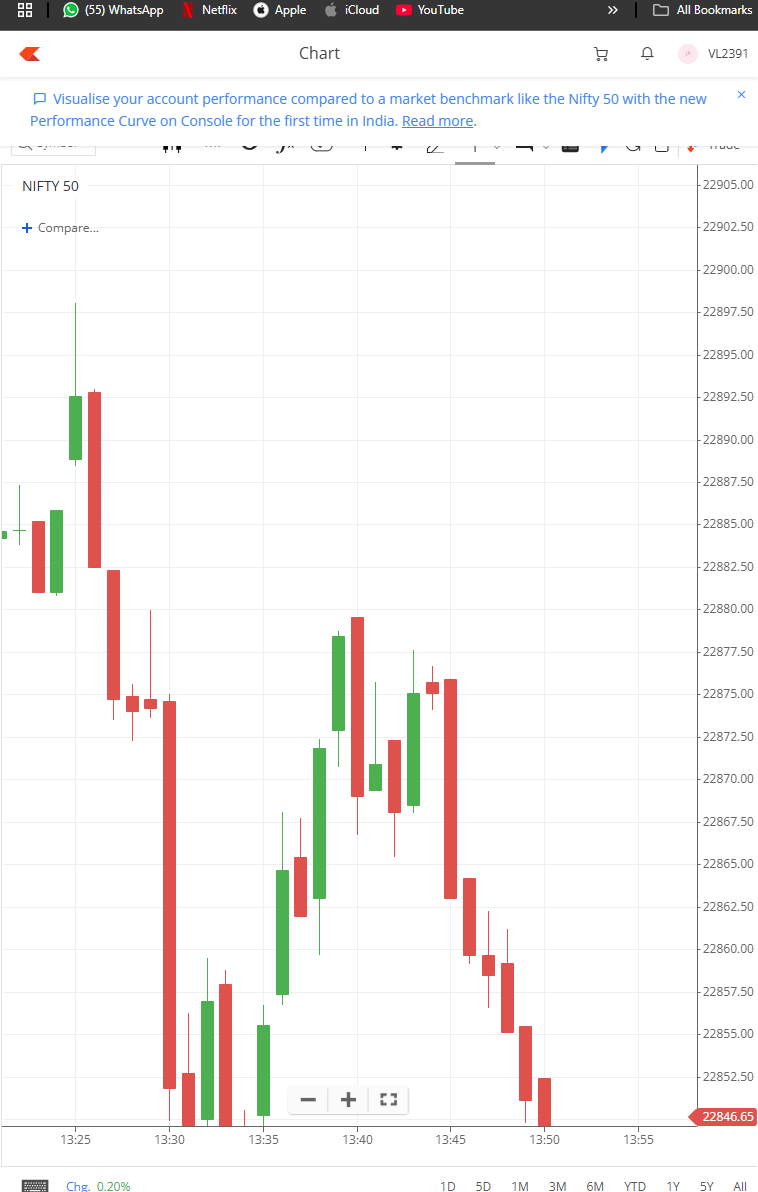 (55) WhatsApp Netflix Apple iCloud YouTube » All Bookmarks
Chart VL2391
Visualise your account performance compared to a market benchmark like the Nifty 50 with the new ×
Performance Curve on Console for the first time in India. Read more.
NIFTY 50
+ Compare...
22905.00
22902.50
22900.00
22897.50
22895.00
22892.50
22890.00
22887.50
22885.00
22882.50
22880.00
22877.50
22875.00
22872.50
22870.00
22867.50
22865.00
22862.50
22860.00
22857.50
22855.00
22852.50
22846.65
13:25 13:30 13:35 13:40 13:45 13:50 13:55
Chg. 0.20% 1D 5D 1M 3M 6M YTD 1Y 5Y All